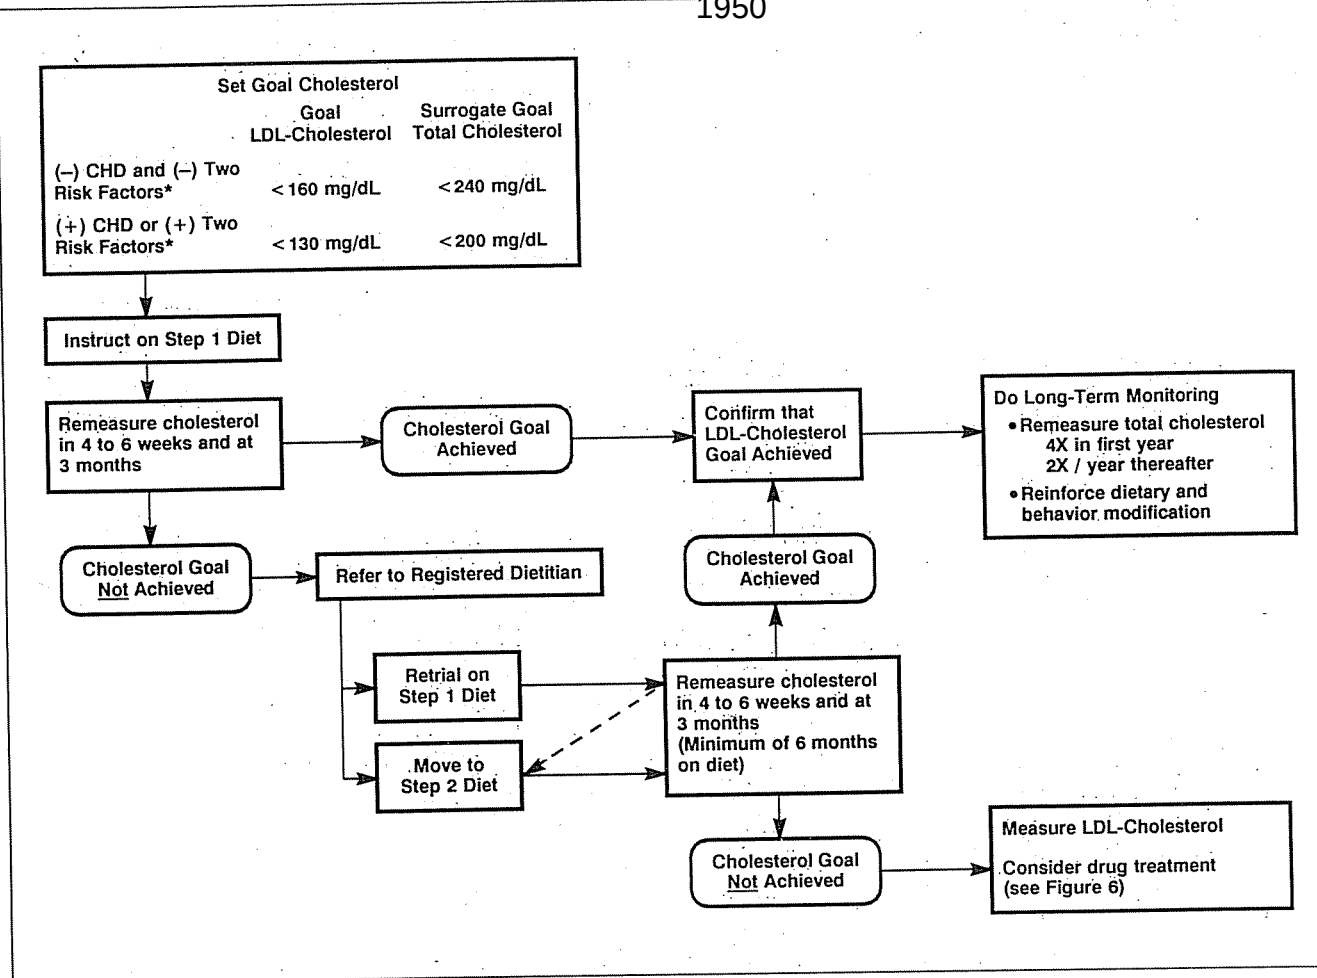 1950
Set Goal Cholesterol
Goal
LDL-Cholesterol
Surrogate Goal
Total Cholesterol
(–) CHD and (–) Two
Risk Factors*
<160 mg/dL
<240 mg/dL
(+) CHD or (+) Two
Risk Factors*
<130 mg/dL
<200 mg/dL
Instruct on Step 1 Diet
Remeasure cholesterol
in 4 to 6 weeks and at
3 months
Cholesterol Goal
Achieved
Confirm that
LDL-Cholesterol
Goal Achieved
Do Long-Term Monitoring
• Remeasure total cholesterol
4X in first year
2X / year thereafter
• Reinforce dietary and
behavior modification
Cholesterol Goal
Not Achieved
Refer to Registered Dietitian
Cholesterol Goal
Achieved
Retrial on
Step 1 Diet
Move to
Step 2 Diet
Remeasure cholesterol
in 4 to 6 weeks and at
3 months
(Minimum of 6 months
on diet)
Cholesterol Goal
Not Achieved
Measure LDL-Cholesterol
Consider drug treatment
(see Figure 6)